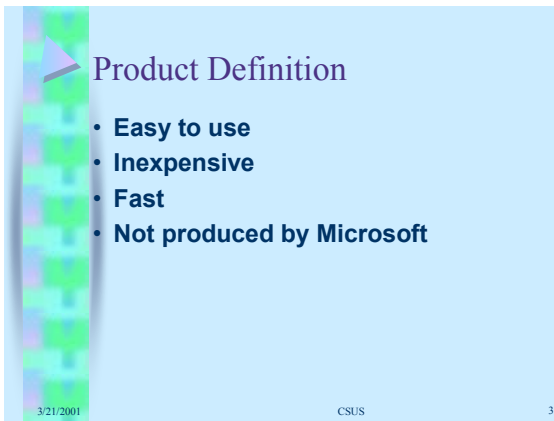 Product Definition
• Easy to use
• Inexpensive
• Fast
• Not produced by Microsoft
3/21/2001 CSUS 3